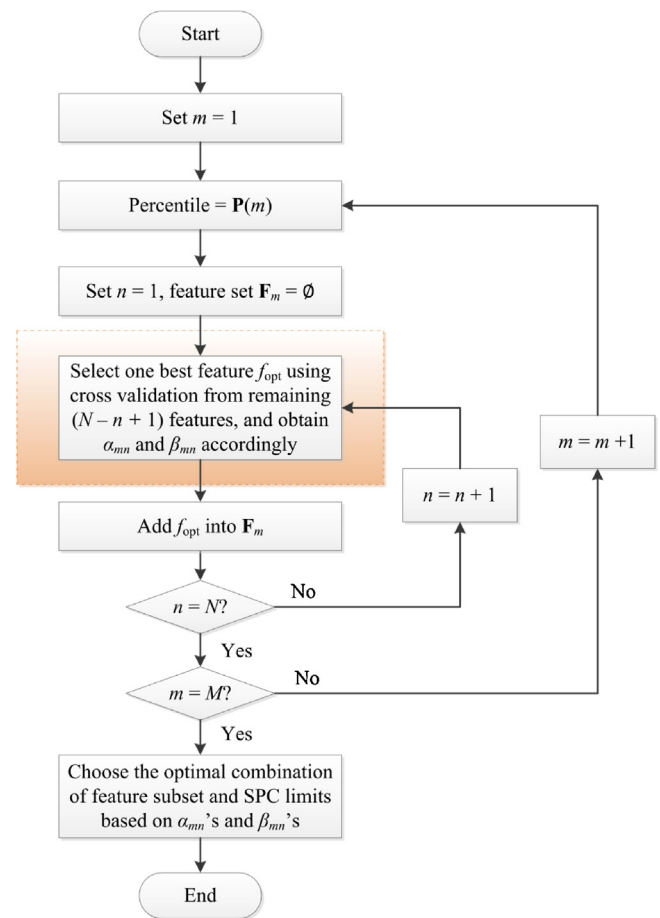 Start
Set m = 1
Percentile = P(m)
Set n = 1, feature set Fm = ∅
Select one best feature fopt using
cross validation from remaining
(N – n + 1) features, and obtain
αmn and βmn accordingly
m = m +1
n = n + 1
Add fopt into Fm
No
n = N?
Yes
No
m = M?
Yes
Choose the optimal combination
of feature subset and SPC limits
based on αmn's and βmn's
End